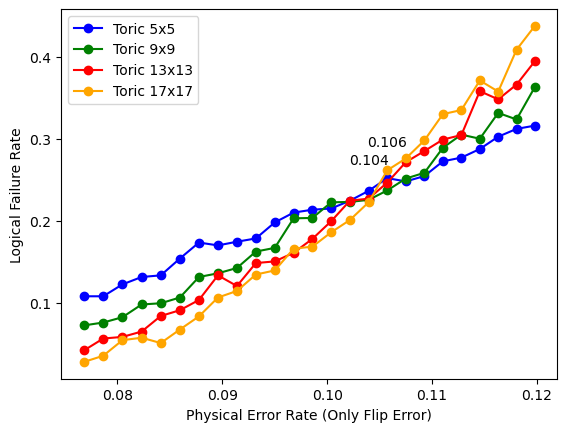 Toric 5x5
Toric 9x9
Toric 13x13
Toric 17x17
0.4
0.3
0.2
0.1
Logical Failure Rate
0.106
0.104
0.08
0.09
0.10
0.11
0.12
Physical Error Rate (Only Flip Error)